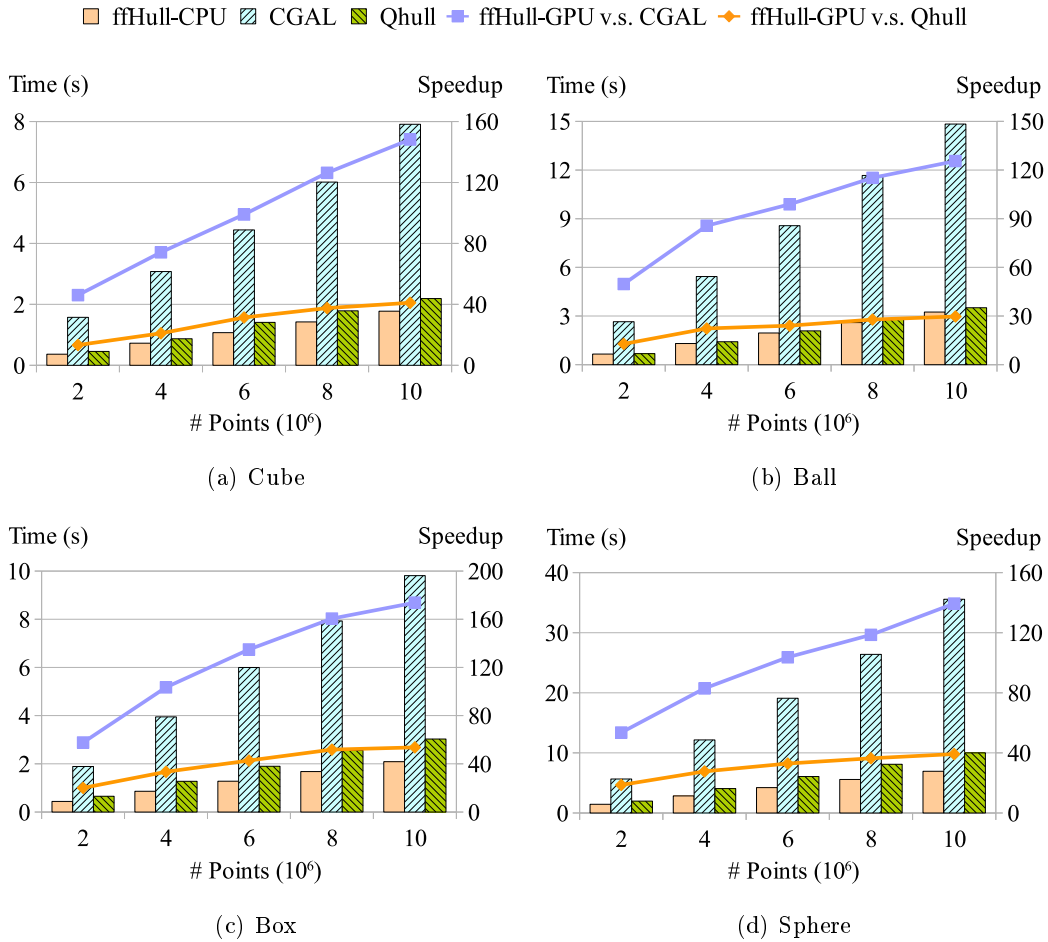 ffHull-CPU CGAL Qhull ffHull-GPU v.s. CGAL ffHull-GPU v.s. Qhull
Time (s) Speedup
8 160
6 120
4 80
2 40
0 0
2 4 6 8 10
# Points (10⁶)
(a) Cube
Time (s) Speedup
15 150
12 120
9 90
6 60
3 30
0 0
2 4 6 8 10
# Points (10⁶)
(b) Ball
Time (s) Speedup
10 200
8 160
6 120
4 80
2 40
0 0
2 4 6 8 10
# Points (10⁶)
(c) Box
Time (s) Speedup
40 160
30 120
20 80
10 40
0 0
2 4 6 8 10
# Points (10⁶)
(d) Sphere